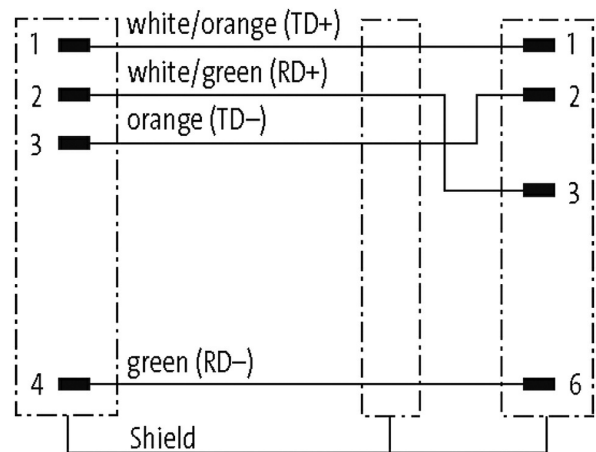 1 white/orange (TD+) 1
2 white/green (RD+) 2
3 orange (TD–)
3
4 green (RD–) 6
Shield